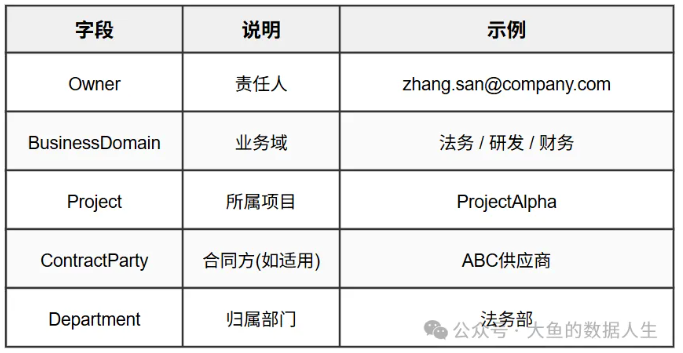 字段 说明 示例
Owner 责任人 zhang.san@company.com
BusinessDomain 业务域 法务 / 研发 / 财务
Project 所属项目 ProjectAlpha
ContractParty 合同方(如适用) ABC供应商
Department 归属部门 法务部
公众号 · 大鱼的数据人生